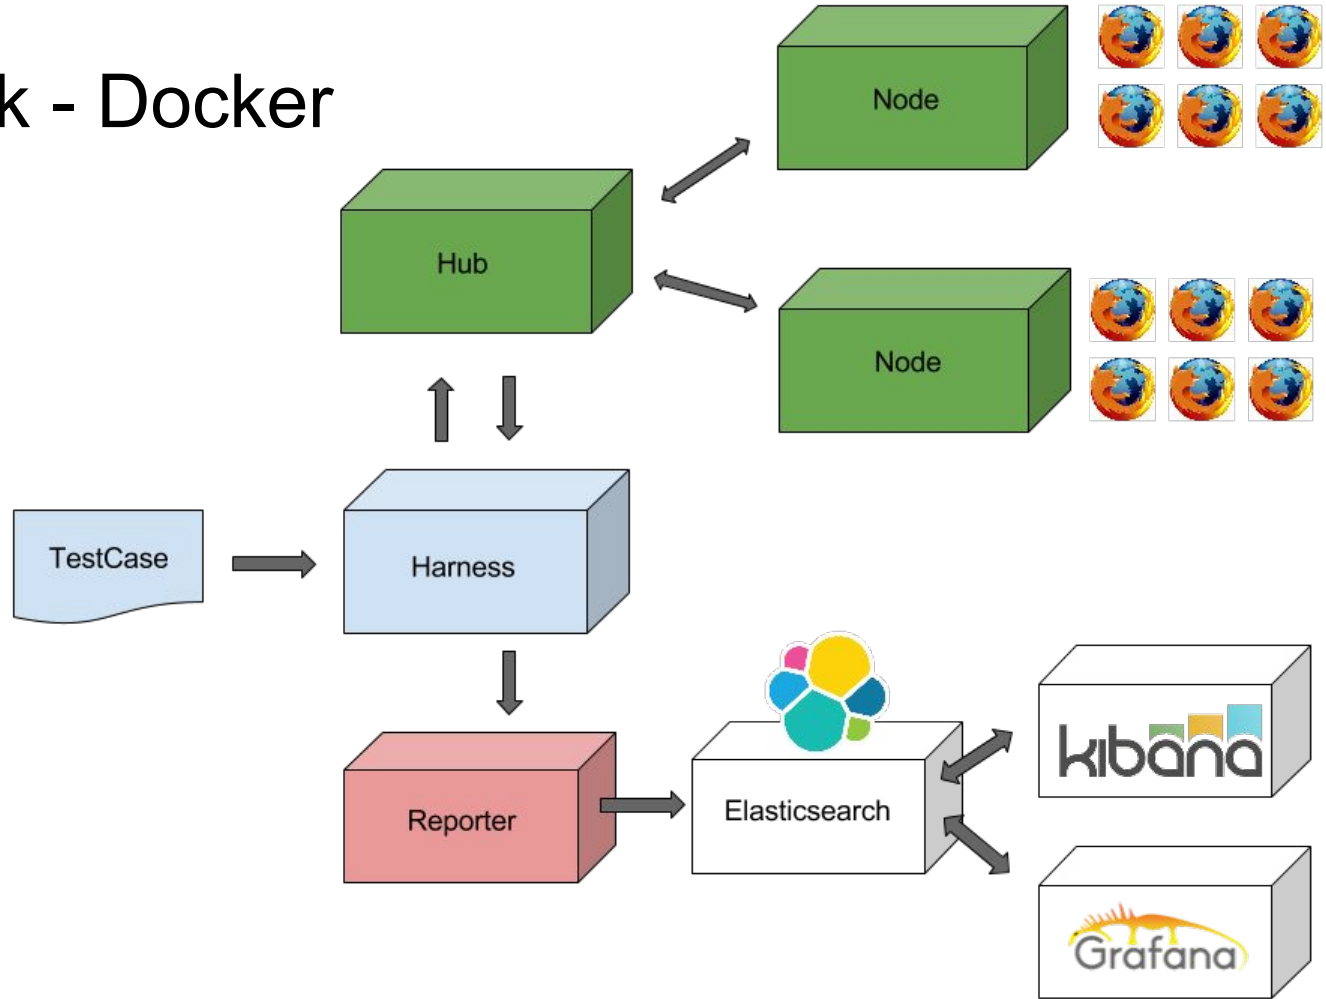 k - Docker
Node
Hub
Node
TestCase
Harness
Reporter
Elasticsearch
kibana
Grafana